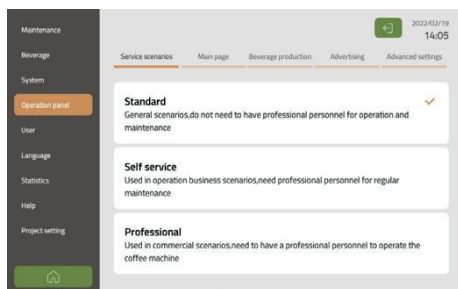 Maintenance
Beverage
System
Operation panel
User
Language
Statistics
Help
Project setting
2022/02/19
14:05
Service scenarios
Main page
Beverage production
Advertising
Advanced settings
Standard
General scenarios,do not need to have professional personnel for operation and
maintenance
Self service
Used in operation business scenarios,need professional personnel for regular
maintenance
Professional
Used in commercial scenarios,need to have a professional personnel to operate the
coffee machine